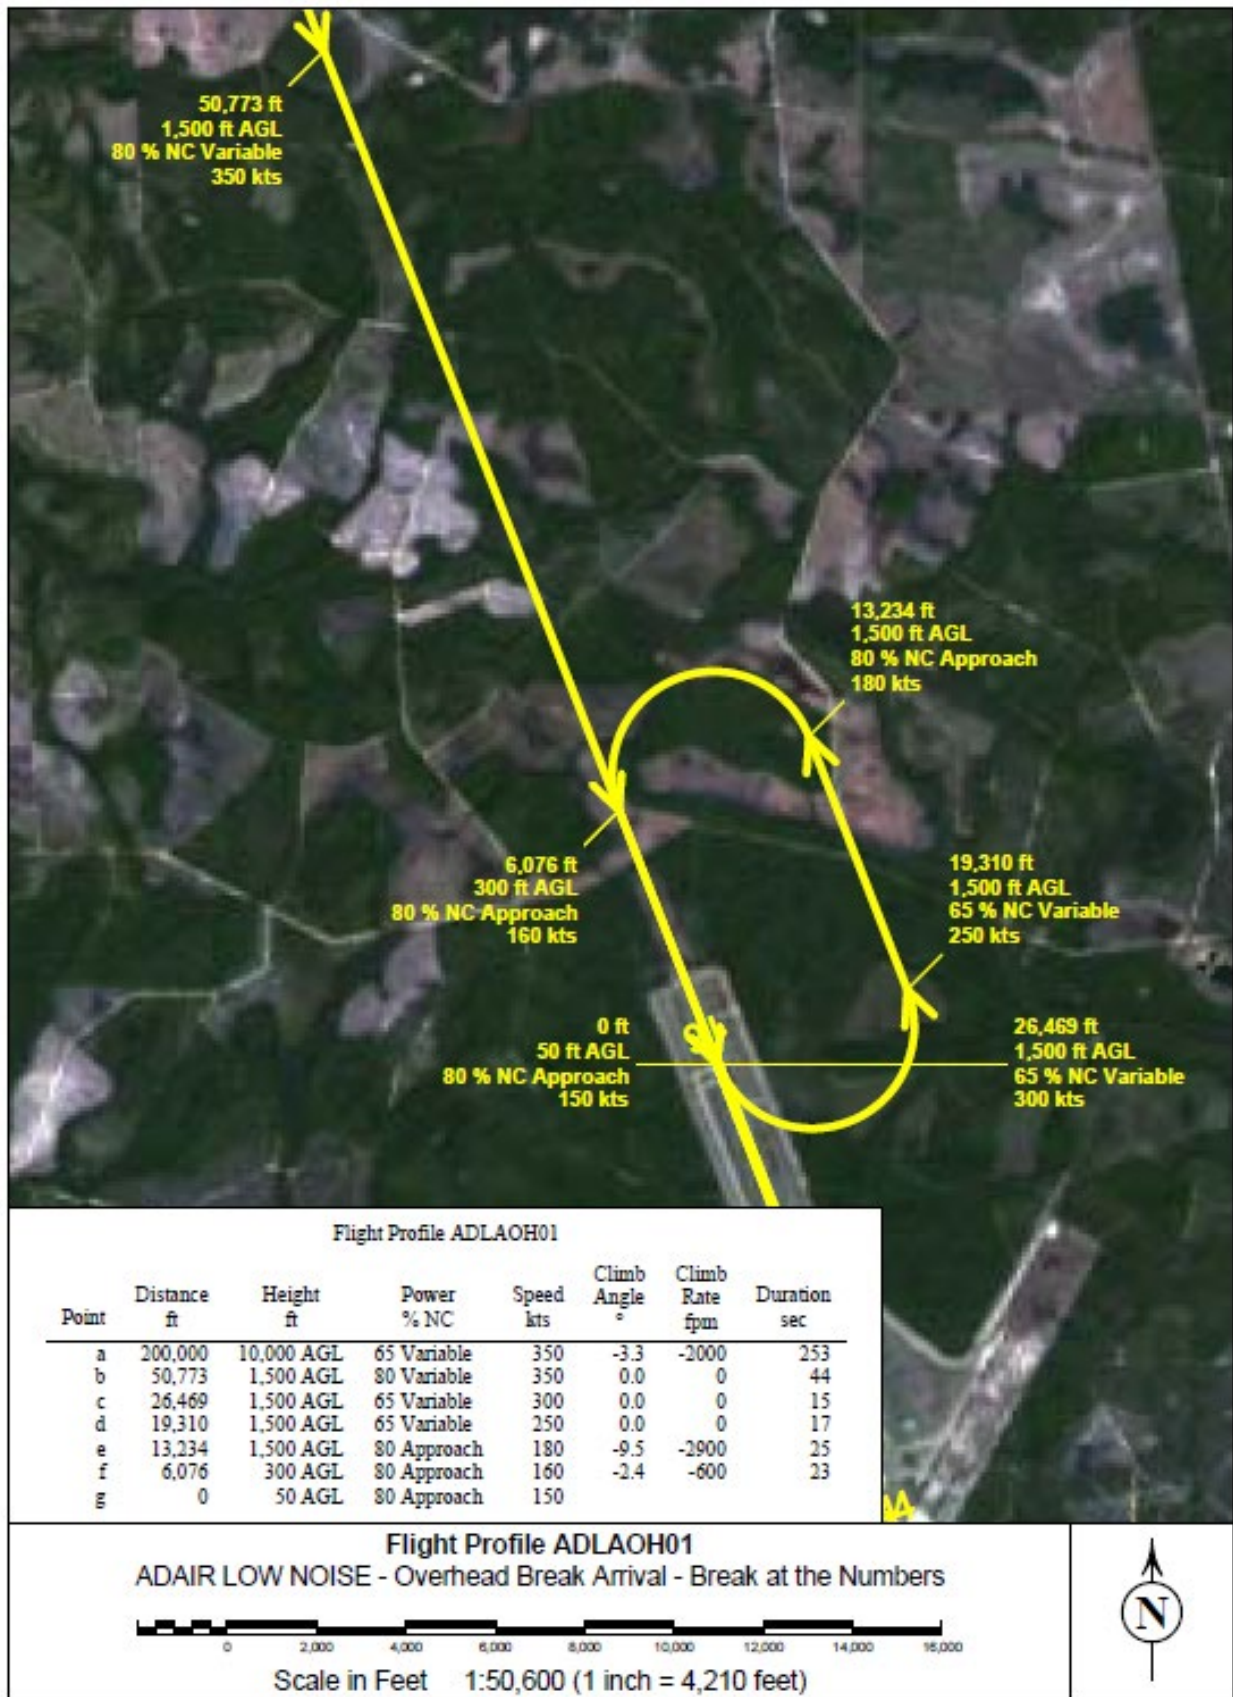 50,773 ft
1,500 ft AGL
80 % NC Variable
350 kts
13,234 ft
1,500 ft AGL
80 % NC Approach
180 kts
6,076 ft
300 ft AGL
80 % NC Approach
160 kts
19,310 ft
1,500 ft AGL
65 % NC Variable
250 kts
0 ft
50 ft AGL
80 % NC Approach
150 kts
26,469 ft
1,500 ft AGL
65 % NC Variable
300 kts
Flight Profile ADLAOH01
Climb Climb
Distance Height Power Speed Angle Rate Duration
Point ft ft % NC kts ° fpm sec
a 200,000 10,000 AGL 65 Variable 350 -3.3 -2000 253
b 50,773 1,500 AGL 80 Variable 350 0.0 0 44
c 26,469 1,500 AGL 65 Variable 300 0.0 0 15
d 19,310 1,500 AGL 65 Variable 250 0.0 0 17
e 13,234 1,500 AGL 80 Approach 180 -9.5 -2900 25
f 6,076 300 AGL 80 Approach 160 -2.4 -600 23
g 0 50 AGL 80 Approach 150
Flight Profile ADLAOH01
ADAIR LOW NOISE - Overhead Break Arrival - Break at the Numbers
0 2,000 4,000 6,000 8,000 10,000 12,000 14,000 16,000
Scale in Feet 1:50,600 (1 inch = 4,210 feet)
N